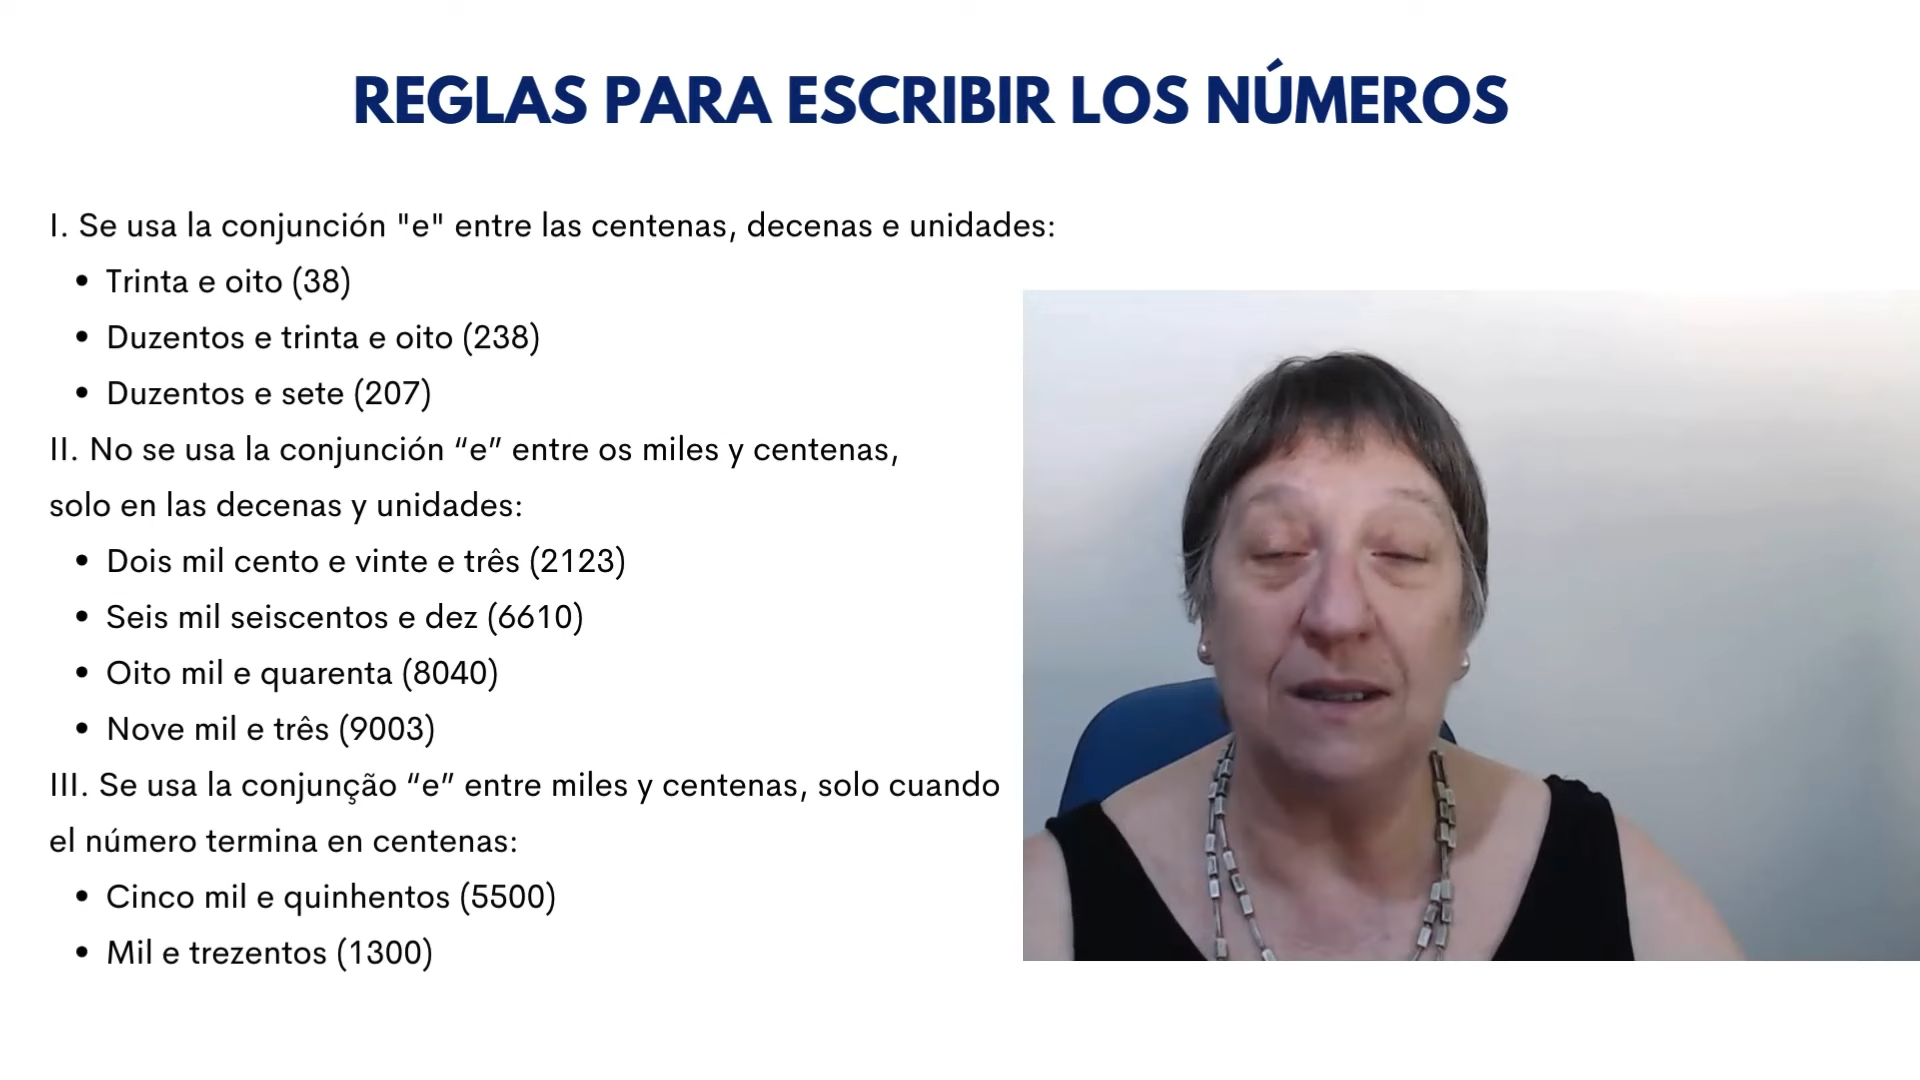 REGLAS PARA ESCRIBIR LOS NÚMEROS
I. Se usa la conjunción "e" entre las centenas, decenas e unidades:
• Trinta e oito (38)
• Duzentos e trinta e oito (238)
• Duzentos e sete (207)
II. No se usa la conjunción “e” entre os miles y centenas,
solo en las decenas y unidades:
• Dois mil cento e vinte e três (2123)
• Seis mil seiscentos e dez (6610)
• Oito mil e quarenta (8040)
• Nove mil e três (9003)
III. Se usa la conjunção “e” entre miles y centenas, solo cuando
el número termina en centenas:
• Cinco mil e quinhentos (5500)
• Mil e trezentos (1300)